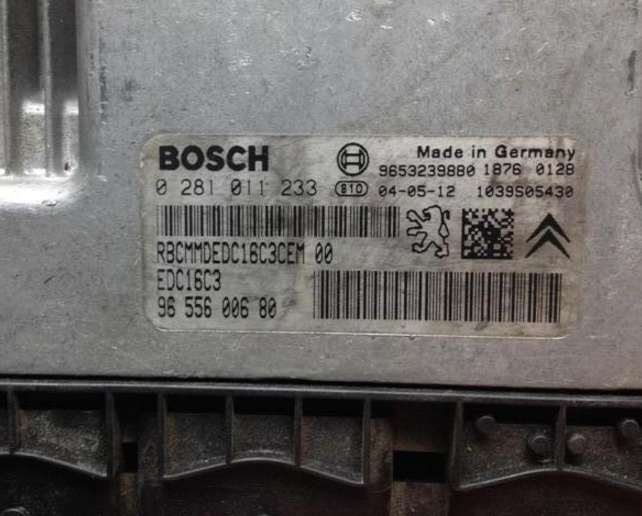 BOSCH
Made in Germany
9653239880 1876 0128
0 281 011 233 810 04-05-12 1039S05430
RBCMMDEDC16C3CEM 00
EDC16C3
96 556 006 80